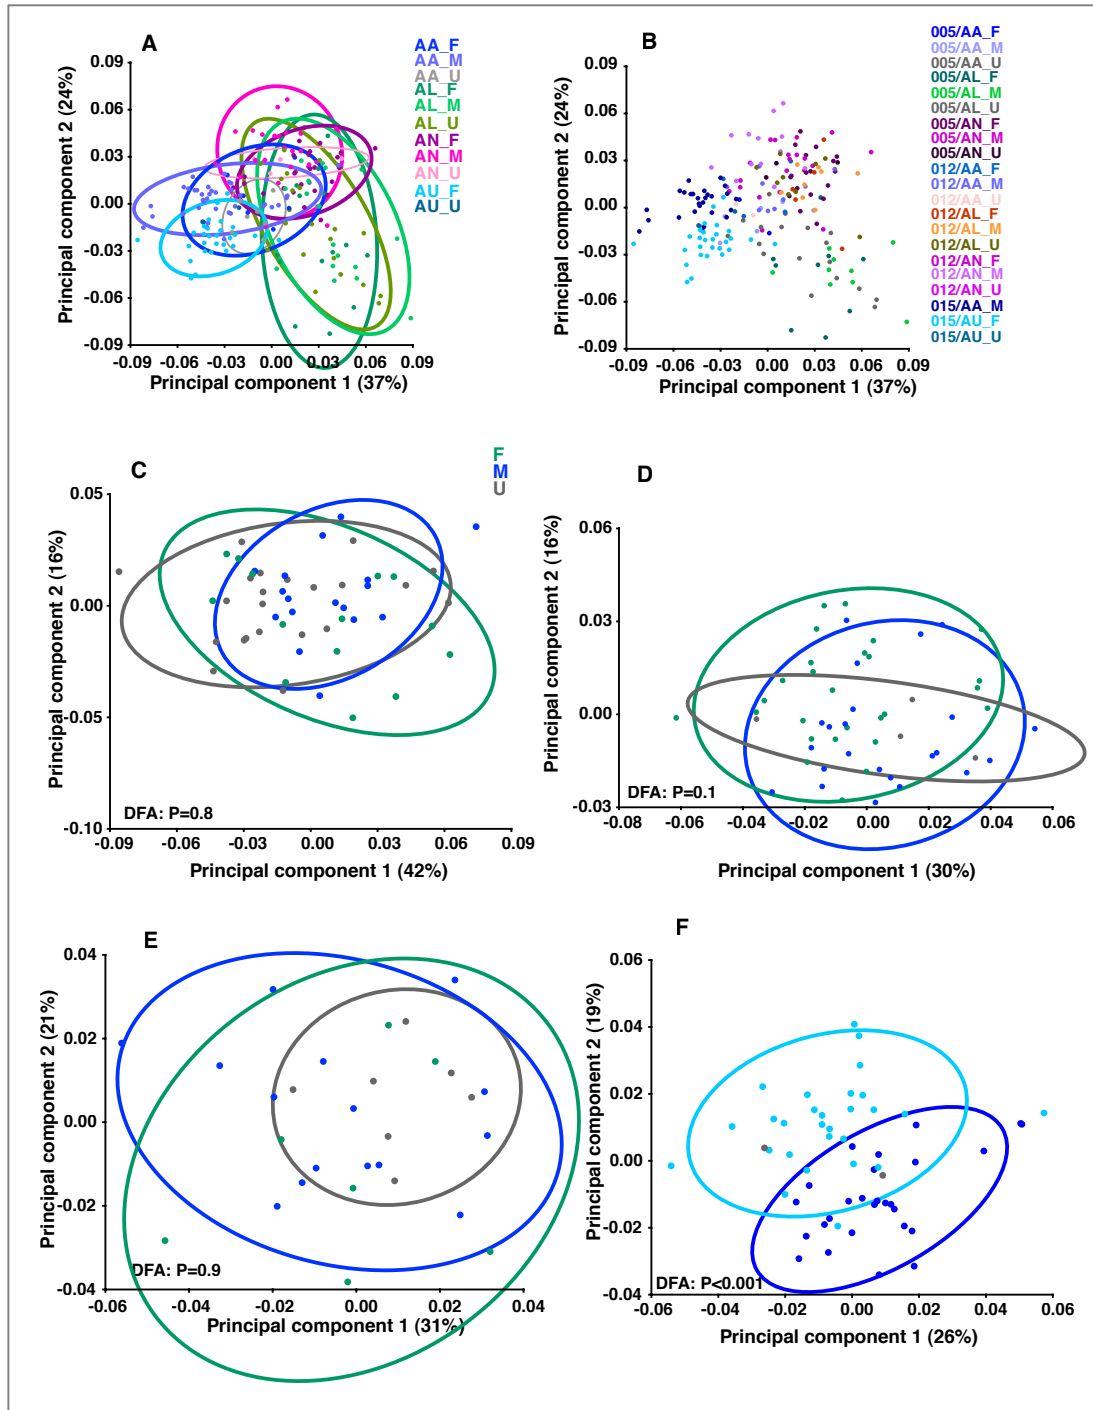 A
AA_F
AA_M
AA_U
AL_F
AL_M
AL_U
AN_F
AN_M
AN_U
AU_F
AU_U
0.09
0.06
0.03
0.00
-0.03
-0.06
-0.09
Principal component 2 (24%)
-0.09 -0.06 -0.03 0.00 0.03 0.06 0.09
Principal component 1 (37%)
B
005/AA_F
005/AA_M
005/AA_U
005/AL_F
005/AL_M
005/AL_U
005/AN_F
005/AN_M
005/AN_U
012/AA_F
012/AA_M
012/AA_U
012/AL_F
012/AL_M
012/AL_U
012/AN_F
012/AN_M
012/AN_U
015/AA_M
015/AU_F
015/AU_U
0.09
0.06
0.03
0.00
-0.03
-0.06
-0.09
Principal component 2 (24%)
-0.09 -0.06 -0.03 0.00 0.03 0.06 0.09
Principal component 1 (37%)
C
F
M
U
0.05
0.00
-0.05
-0.10
Principal component 2 (16%)
DFA: P=0.8
-0.09 -0.06 -0.03 0.00 0.03 0.06 0.09
Principal component 1 (42%)
D
0.06
0.03
0.00
-0.03
Principal component 2 (16%)
DFA: P=0.1
-0.08 -0.06 -0.04 -0.02 0.00 0.02 0.04 0.06
Principal component 1 (30%)
E
0.04
0.02
0.00
-0.02
-0.04
Principal component 2 (21%)
DFA: P=0.9
-0.06 -0.04 -0.02 0.00 0.02 0.04
Principal component 1 (31%)
F
0.06
0.04
0.02
0.00
-0.02
-0.04
Principal component 2 (19%)
DFA: P<0.001
-0.06 -0.04 -0.02 0.00 0.02 0.04 0.06
Principal component 1 (26%)